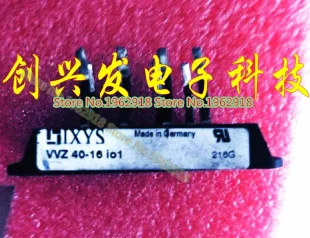 IXYS
Made in Germany
VVZ 40-16 io1
216G
创兴发电子科技
Store No.1962918 Store No.1962918